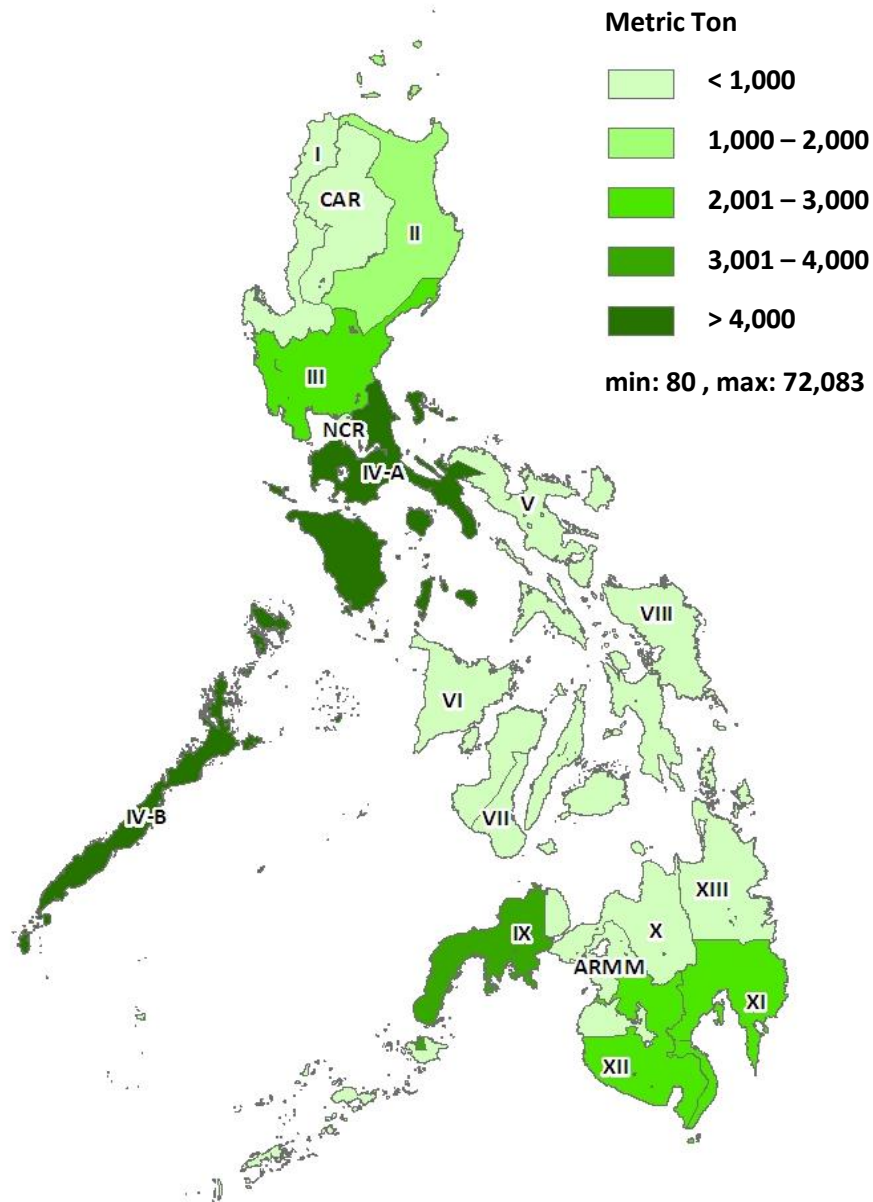 Metric Ton
< 1,000
1,000 – 2,000
2,001 – 3,000
3,001 – 4,000
> 4,000
min: 80 , max: 72,083
I
CAR
II
III
NCR
IV-A
V
VIII
VI
IV-B
VII
XIII
IX
X
ARMM
XI
XII